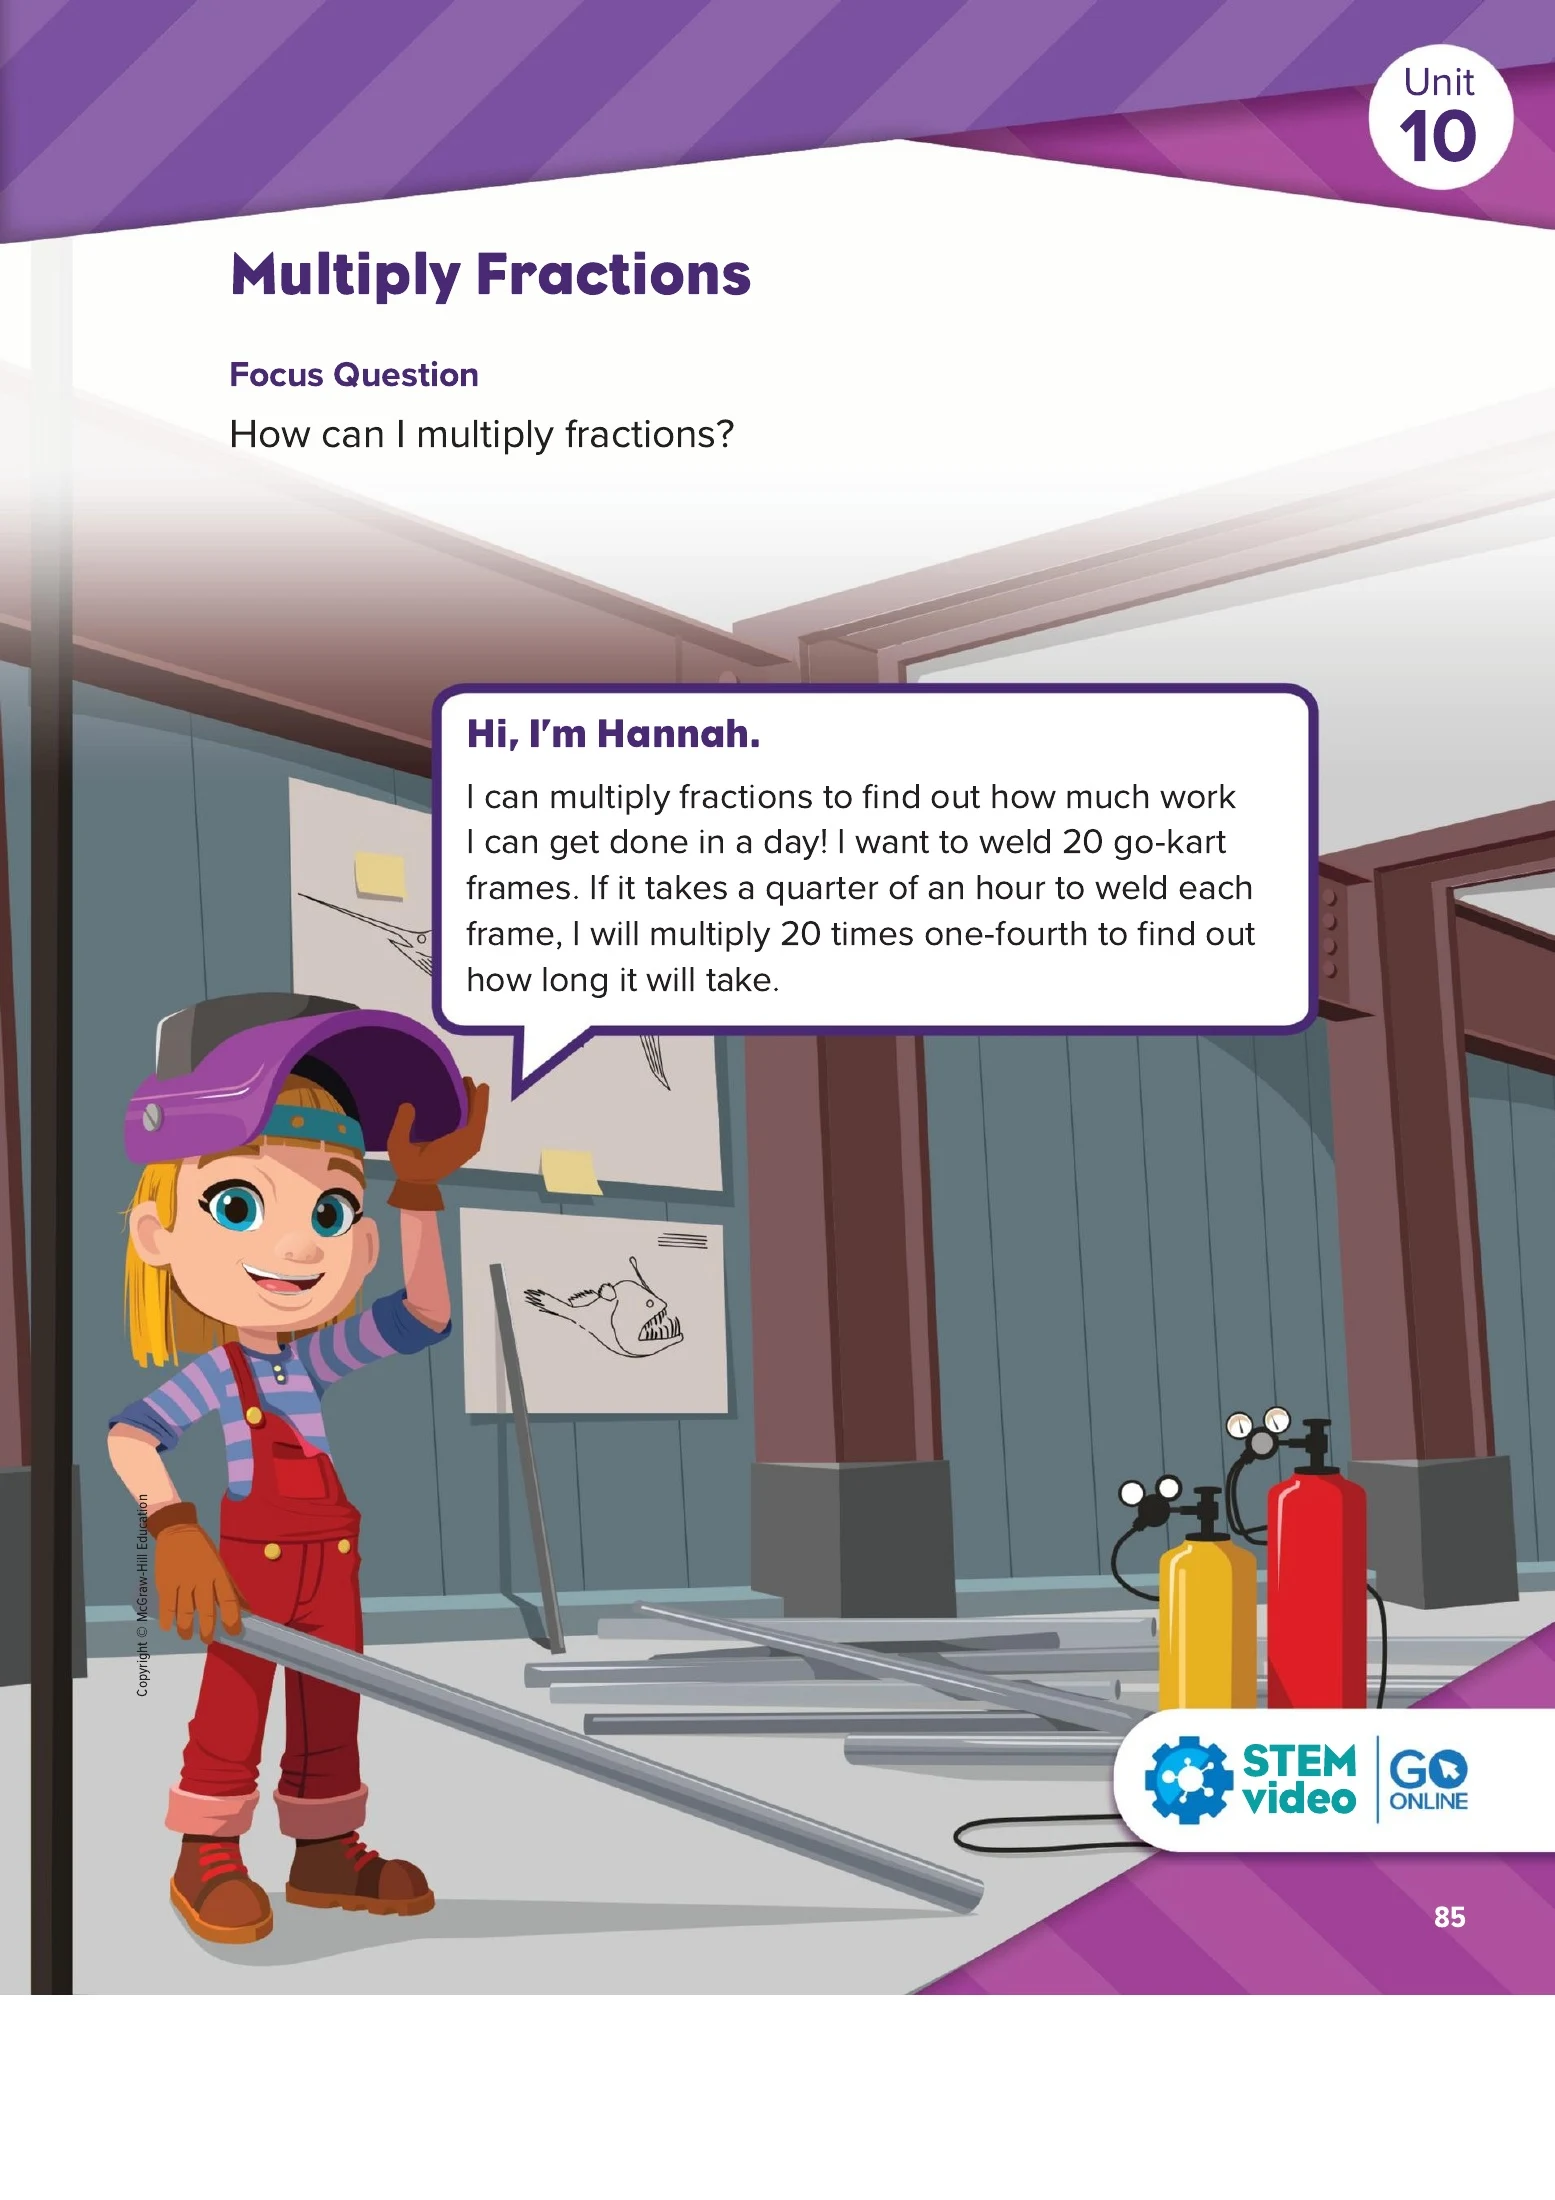 Unit
10
Multiply Fractions
Focus Question
How can I multiply fractions?
Hi, I'm Hannah.
I can multiply fractions to find out how much work
I can get done in a day! I want to weld 20 go-kart
frames. If it takes a quarter of an hour to weld each
frame, I will multiply 20 times one-fourth to find out
how long it will take.
Copyright © McGraw-Hill Education
STEM
video
GO
ONLINE
85